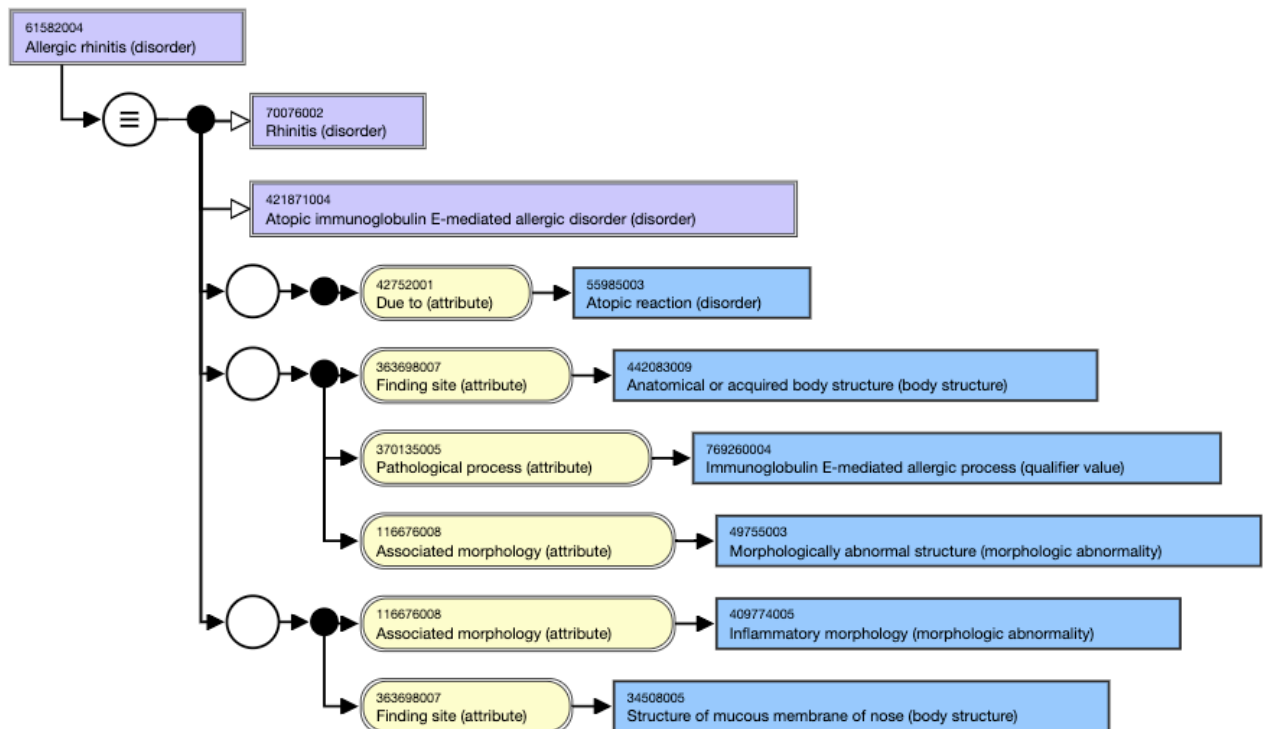 61582004
Allergic rhinitis (disorder)
70076002
Rhinitis (disorder)
421871004
Atopic immunoglobulin E-mediated allergic disorder (disorder)
42752001
Due to (attribute)
55985003
Atopic reaction (disorder)
363698007
Finding site (attribute)
442083009
Anatomical or acquired body structure (body structure)
370135005
Pathological process (attribute)
769260004
Immunoglobulin E-mediated allergic process (qualifier value)
116676008
Associated morphology (attribute)
49755003
Morphologically abnormal structure (morphologic abnormality)
116676008
Associated morphology (attribute)
409774005
Inflammatory morphology (morphologic abnormality)
363698007
Finding site (attribute)
34508005
Structure of mucous membrane of nose (body structure)